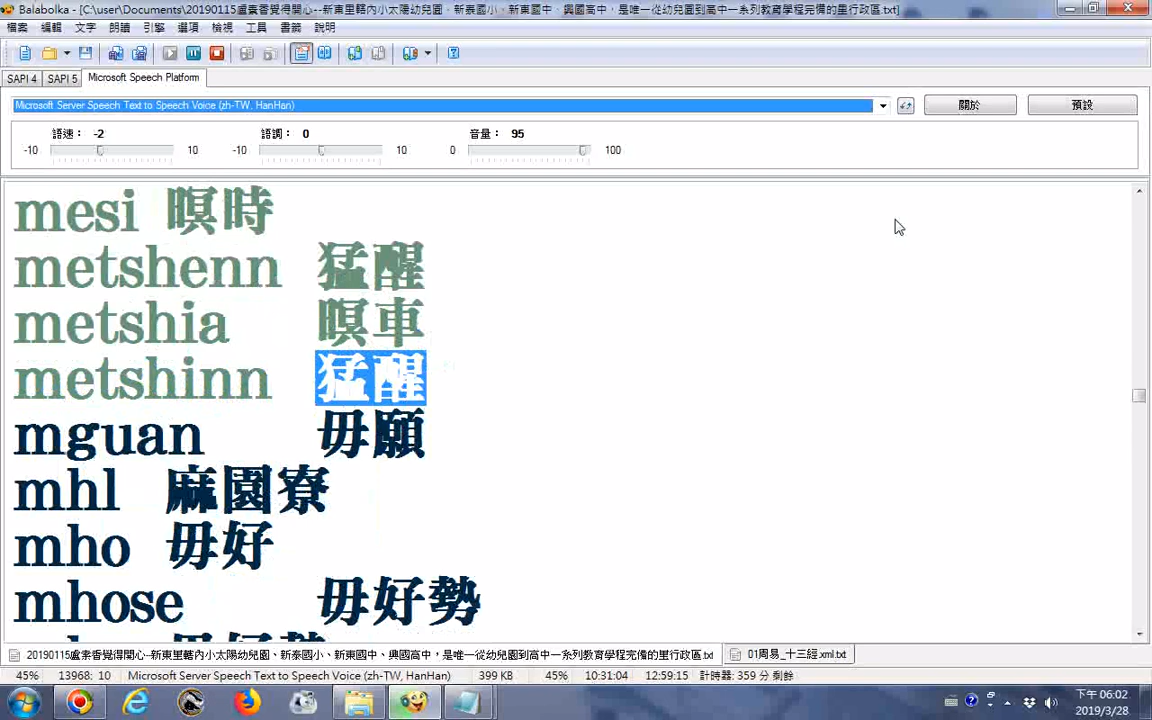 Balabolka - [C:\user\Documents\20190115盧素香覺得開心--新東里轄內小太陽幼兒園、新泰國小、新東國中、興國高中，是唯一從幼兒園到高中一系列教育學程完備的里行政區.txt]
檔案 編輯 文字 朗讀 引擎 選項 檢視 工具 書籤 說明
SAPI 4 SAPI 5 Microsoft Speech Platform
Microsoft Server Speech Text to Speech Voice (zh-TW, HanHan) 關於 預設
語速： -2 語調： 0 音量： 95
-10 10 -10 10 0 100
mesi 瞑時
metshenn 猛醒
metshia 瞑車
metshinn 猛醒
mguan 毋願
mhl 麻園寮
mho 毋好
mhose 毋好勢
20190115盧素香覺得開心--新東里轄內小太陽幼兒園、新泰國小、新東國中、興國高中，是唯一從幼兒園到高中一系列教育學程完備的里行政區.txt 01周易_十三經.xml.txt
45% 13968: 10 Microsoft Server Speech Text to Speech Voice (zh-TW, HanHan) 399 KB 45% 10:31:04 12:59:15 計時器: 359 分 剩餘
下午 06:02
2019/3/28